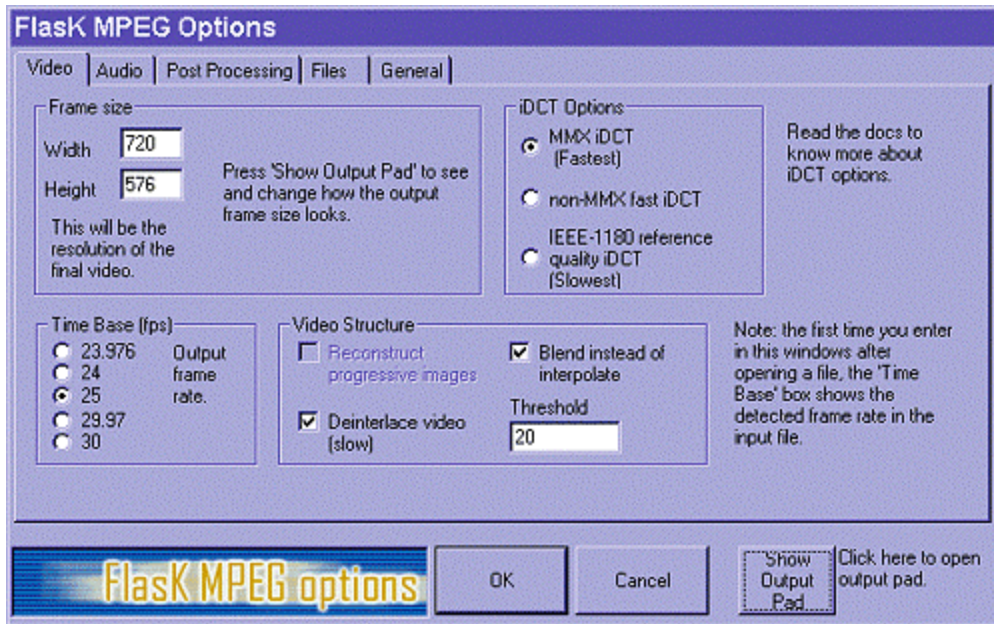 FlasK MPEG Options
Video
Audio
Post Processing
Files
General
Frame size
Width
720
Height
576
This will be the
resolution of the
final video.
Press 'Show Output Pad' to see
and change how the output
frame size looks.
iDCT Options
MMX iDCT
(Fastest)
non-MMX fast iDCT
IEEE-1180 reference
quality iDCT
(Slowest)
Read the docs to
know more about
iDCT options.
Time Base (fps)
23.976
24
25
29.97
30
Output
frame
rate.
Video Structure
Reconstruct
progressive images
Deinterlace video
(slow)
Blend instead of
interpolate
Threshold
20
Note: the first time you enter
in this windows after
opening a file, the 'Time
Base' box shows the
detected frame rate in the
input file.
FlasK MPEG options
OK
Cancel
Show
Output
Pad
Click here to open
output pad.